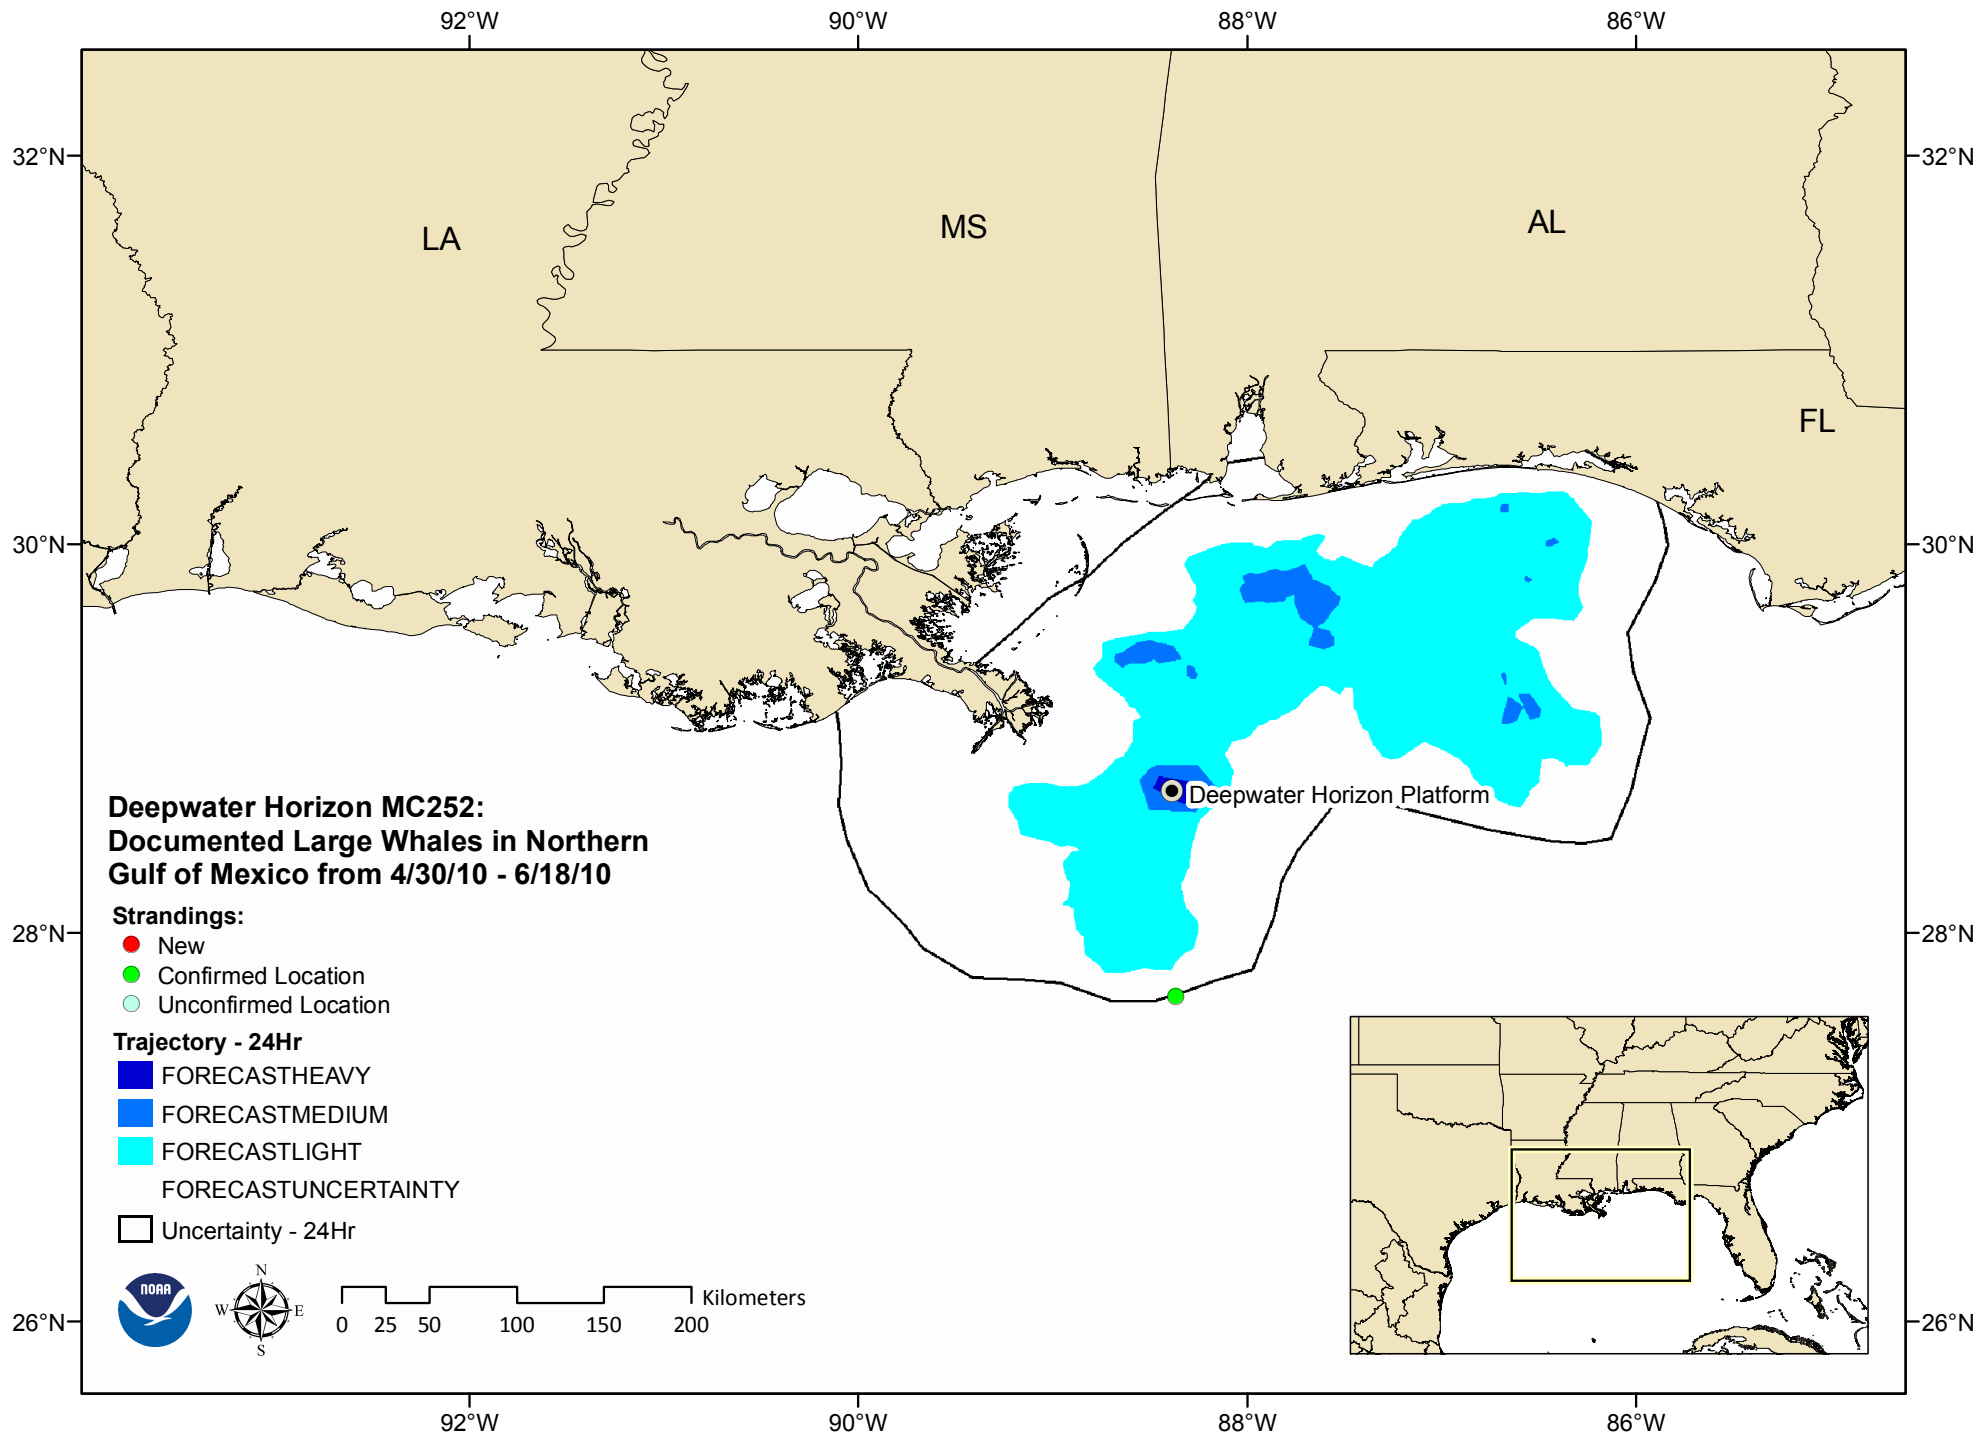 92°W 90°W 88°W 86°W
32°N 32°N
LA MS AL
FL
30°N 30°N
Deepwater Horizon Platform
Deepwater Horizon MC252:
Documented Large Whales in Northern
Gulf of Mexico from 4/30/10 - 6/18/10
Strandings:
28°N 28°N
New
Confirmed Location
Unconfirmed Location
Trajectory - 24Hr
FORECASTHEAVY
FORECASTMEDIUM
FORECASTLIGHT
FORECASTUNCERTAINTY
Uncertainty - 24Hr
NOAA
N
W E
S
Kilometers
0 25 50 100 150 200
26°N 26°N
92°W 90°W 88°W 86°W